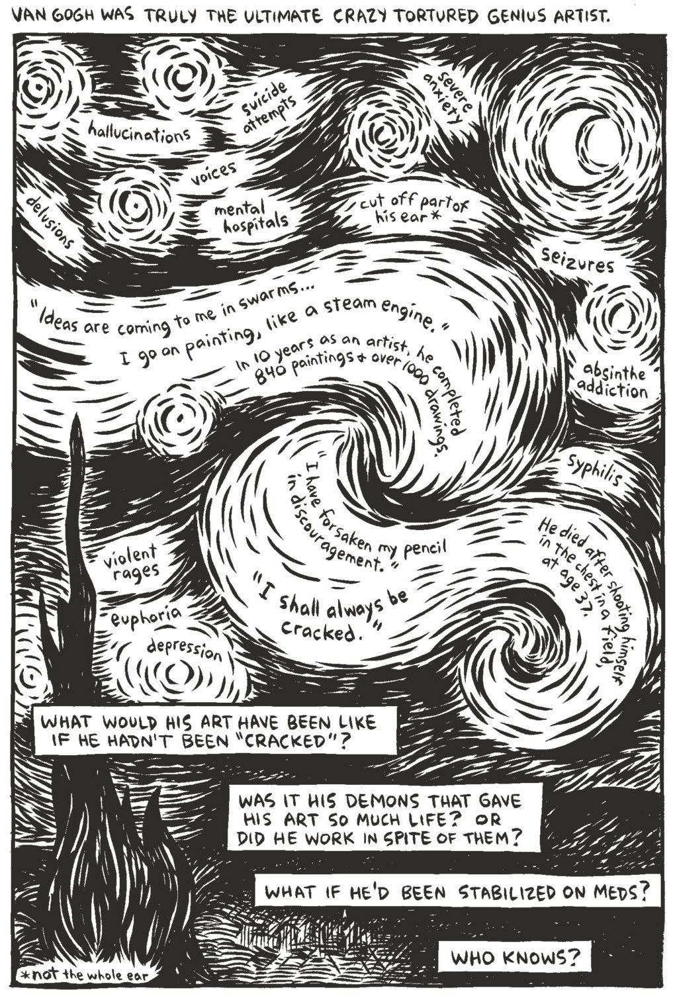 VAN GOGH WAS TRULY THE ULTIMATE CRAZY TORTURED GENIUS ARTIST.
suicide
attempts
severe
anxiety
hallucinations
voices
delusions
mental
hospitals
cut off part of
his ear*
seizures
"Ideas are coming to me in swarms...
I go on painting, like a steam engine."
In 10 years as an artist, he completed
840 paintings + over 1000 drawings.
absinthe
addiction
syphilis
"I have forsaken my pencil
in discouragement."
"I shall always be
cracked."
He died after shooting himself
in the chest in a field,
at age 37.
violent
rages
euphoria
depression
WHAT WOULD HIS ART HAVE BEEN LIKE
IF HE HADN'T BEEN "CRACKED"?
WAS IT HIS DEMONS THAT GAVE
HIS ART SO MUCH LIFE? OR
DID HE WORK IN SPITE OF THEM?
WHAT IF HE'D BEEN STABILIZED ON MEDS?
WHO KNOWS?
*not the whole ear